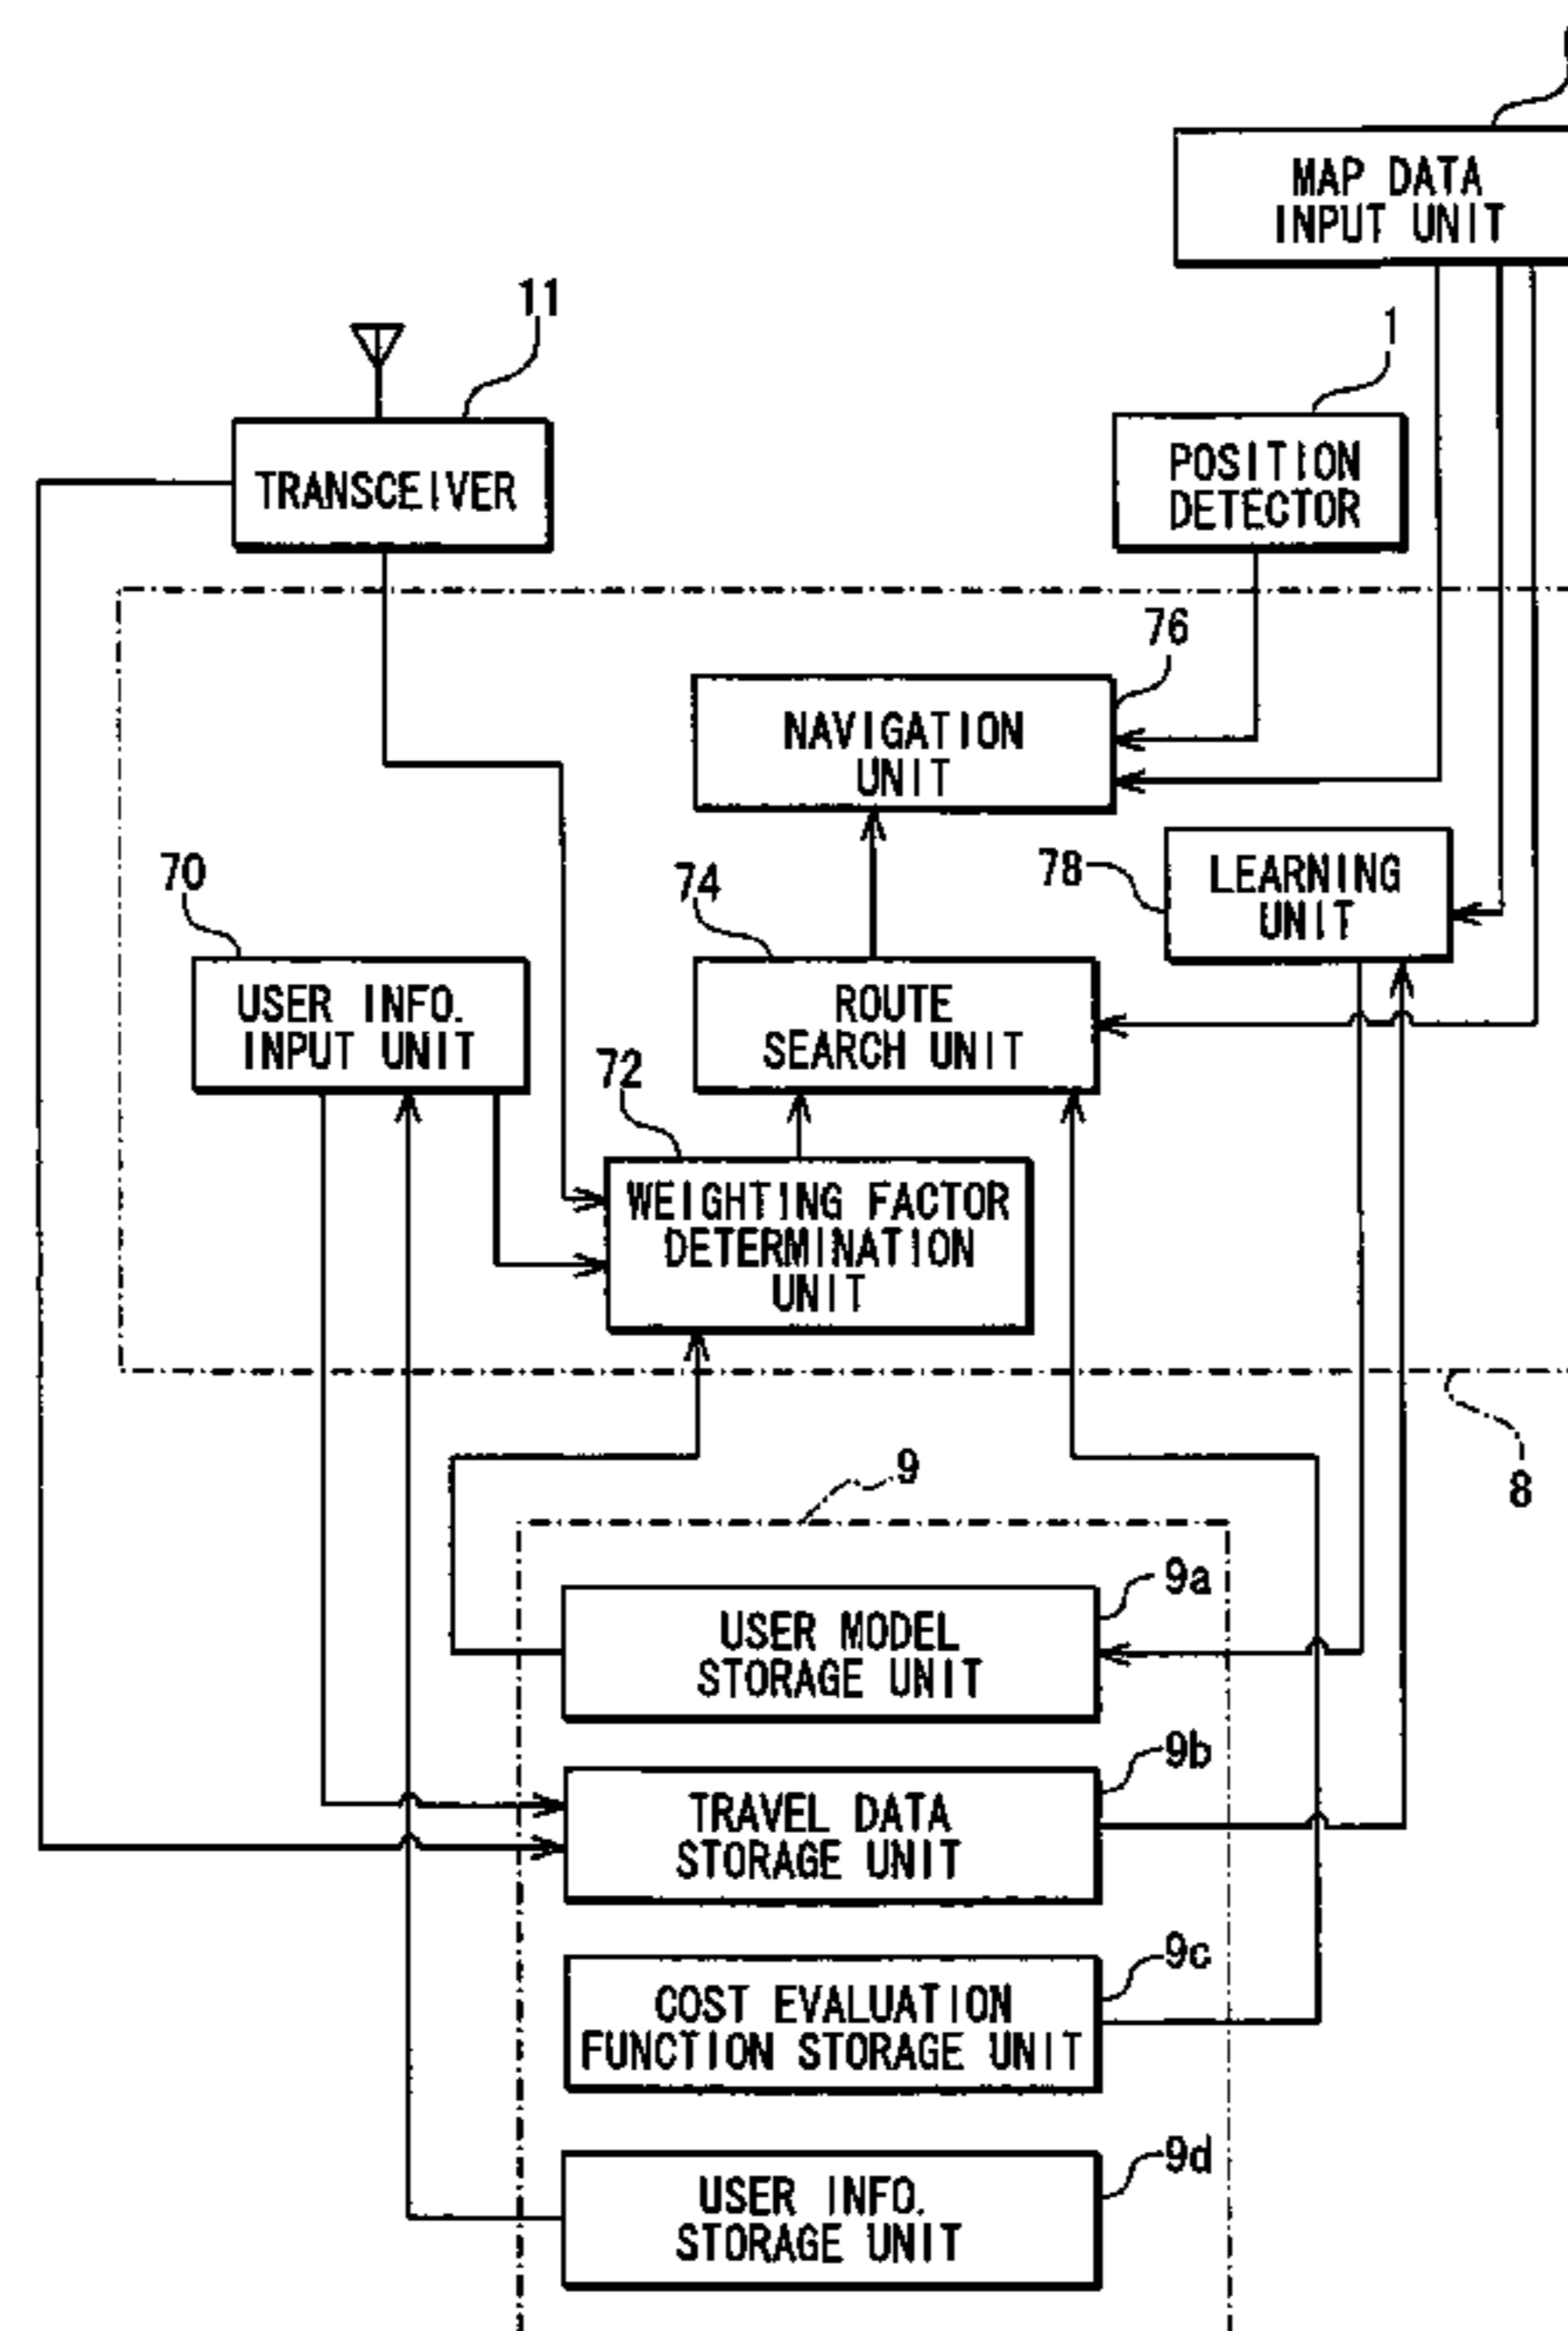 MAP DATA
INPUT UNIT
11
1
TRANSCEIVER
POSITION
DETECTOR
76
NAVIGATION
UNIT
70
74
78
LEARNING
UNIT
USER INFO.
INPUT UNIT
ROUTE
SEARCH UNIT
72
WEIGHTING FACTOR
DETERMINATION
UNIT
9
8
9a
USER MODEL
STORAGE UNIT
9b
TRAVEL DATA
STORAGE UNIT
9c
COST EVALUATION
FUNCTION STORAGE UNIT
9d
USER INFO.
STORAGE UNIT